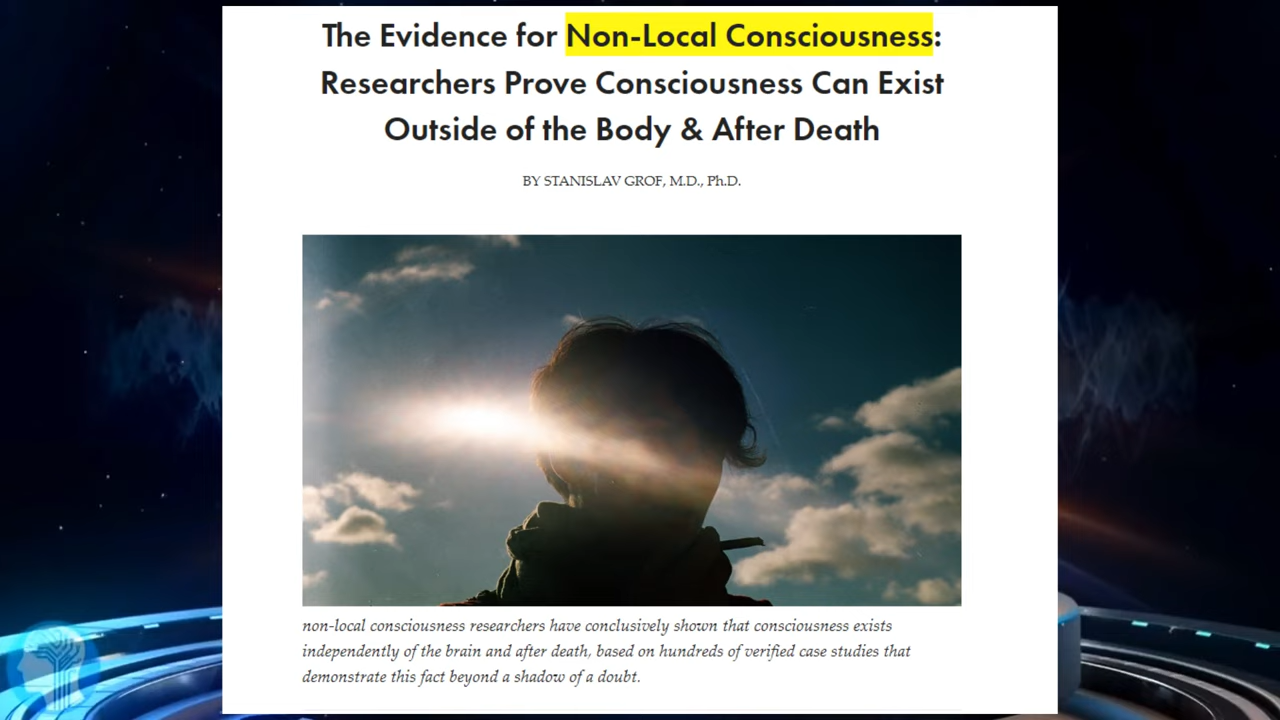 The Evidence for Non-Local Consciousness:
Researchers Prove Consciousness Can Exist
Outside of the Body & After Death
BY STANISLAV GROF, M.D., Ph.D.
non-local consciousness researchers have conclusively shown that consciousness exists
independently of the brain and after death, based on hundreds of verified case studies that
demonstrate this fact beyond a shadow of a doubt.